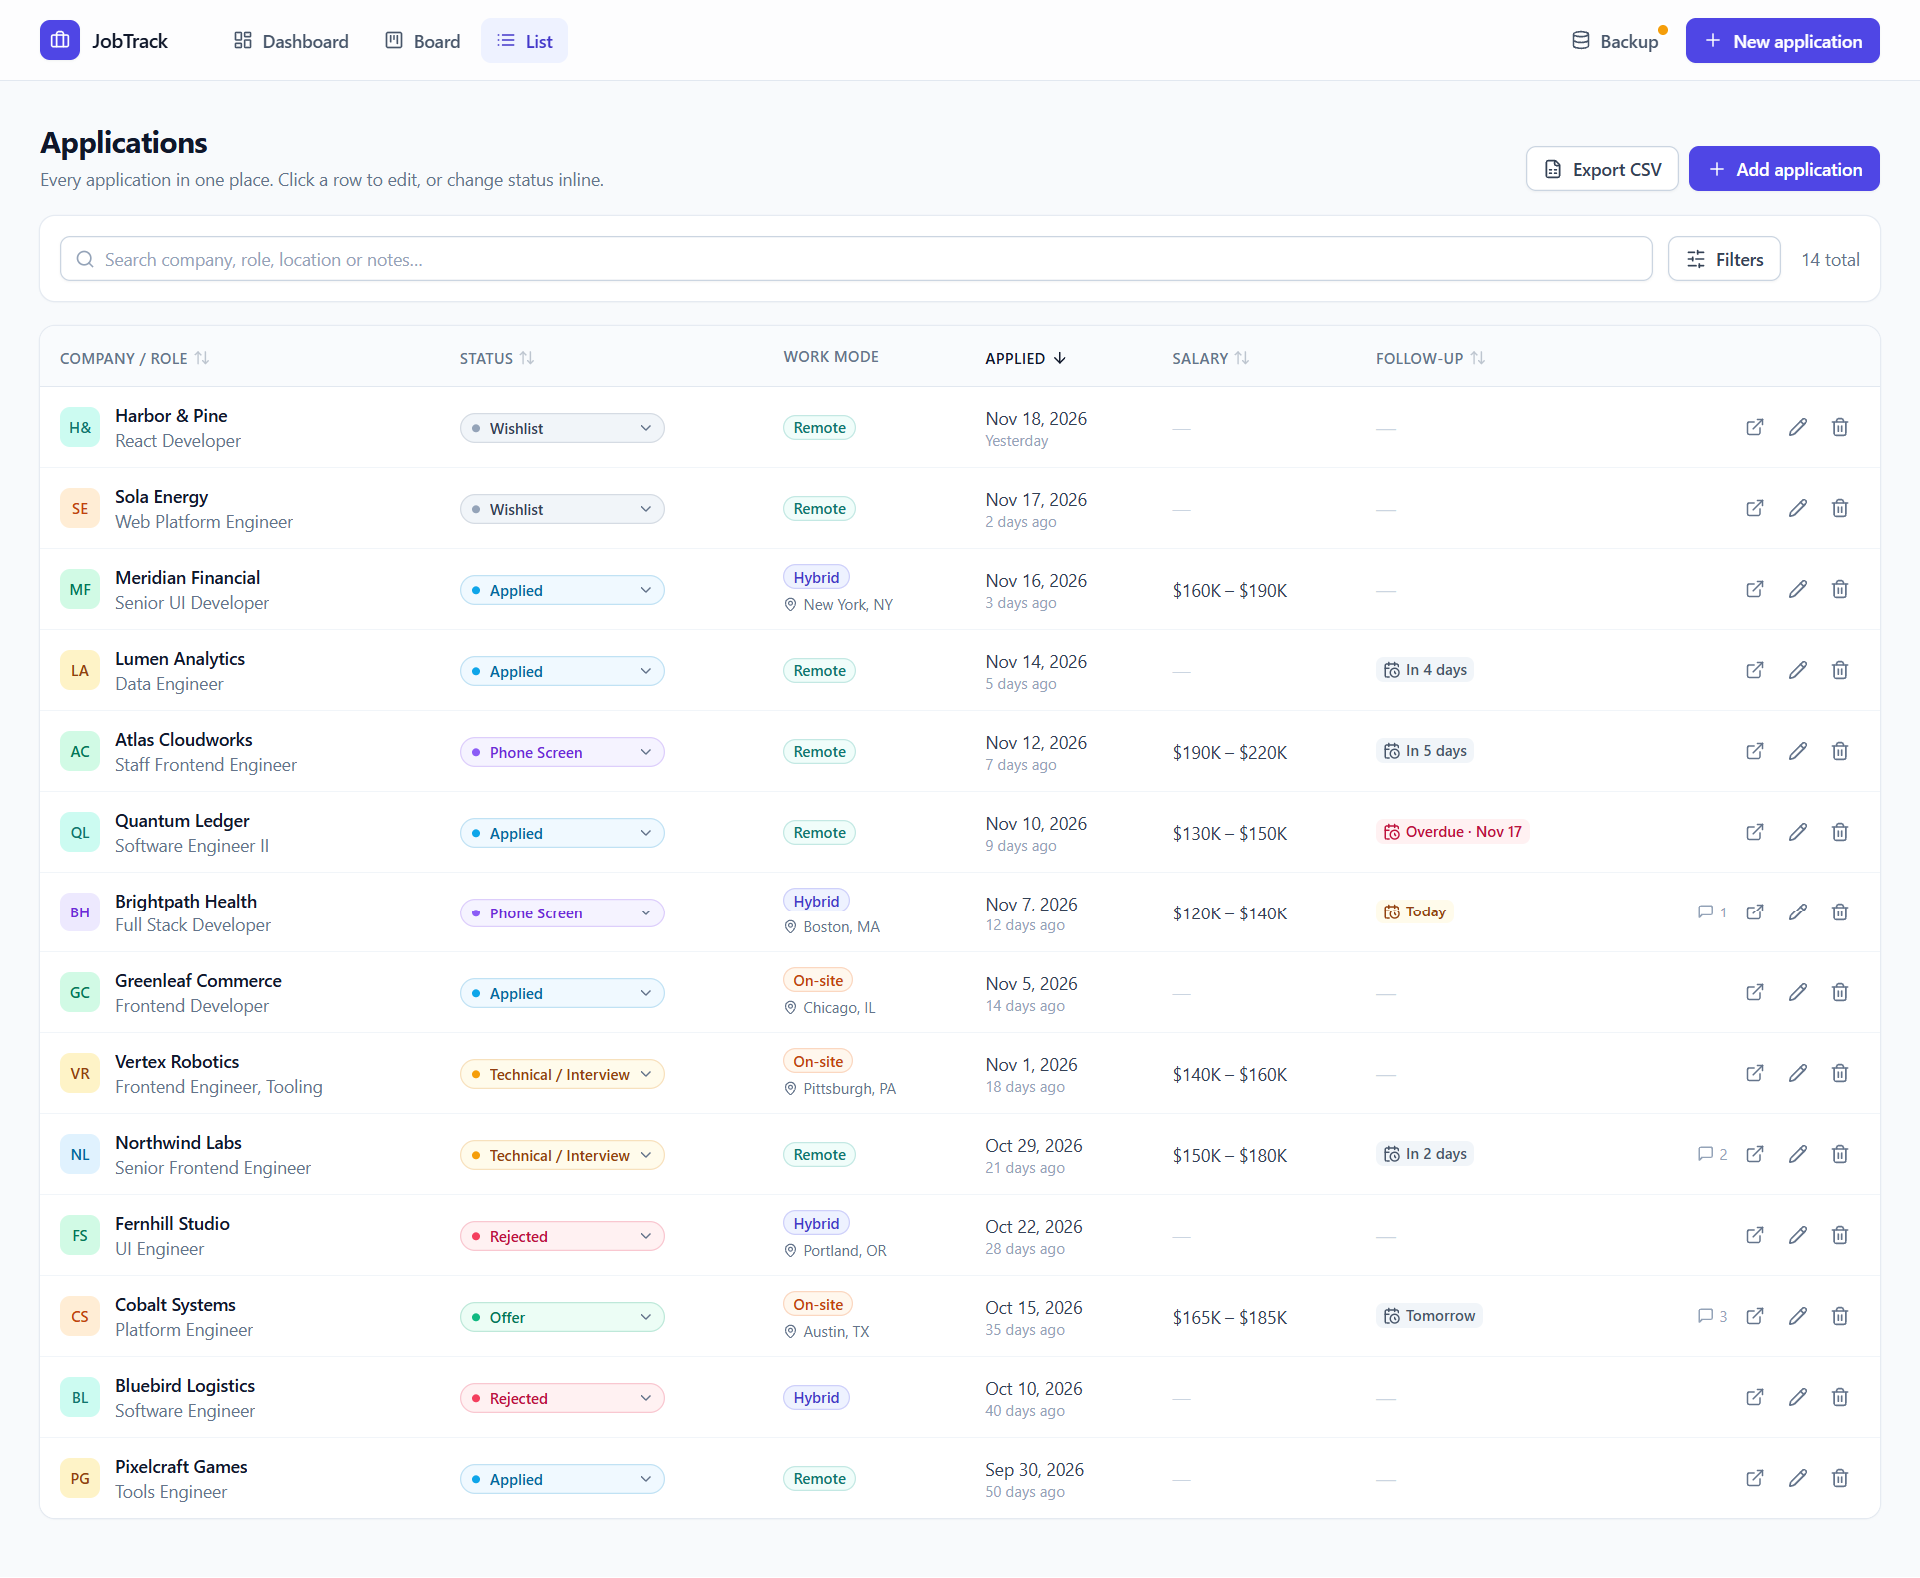 JobTrack
Dashboard
Board
List
Backup
New application
Applications
Every application in one place. Click a row to edit, or change status inline.
Export CSV
Add application
Search company, role, location or notes...
Filters
14 total
COMPANY / ROLE
STATUS
WORK MODE
APPLIED
SALARY
FOLLOW-UP
H&
Harbor & Pine
React Developer
Wishlist
Remote
Nov 18, 2026
Yesterday
—
—
SE
Sola Energy
Web Platform Engineer
Wishlist
Remote
Nov 17, 2026
2 days ago
—
—
MF
Meridian Financial
Senior UI Developer
Applied
Hybrid
New York, NY
Nov 16, 2026
3 days ago
$160K – $190K
—
LA
Lumen Analytics
Data Engineer
Applied
Remote
Nov 14, 2026
5 days ago
—
In 4 days
AC
Atlas Cloudworks
Staff Frontend Engineer
Phone Screen
Remote
Nov 12, 2026
7 days ago
$190K – $220K
In 5 days
QL
Quantum Ledger
Software Engineer II
Applied
Remote
Nov 10, 2026
9 days ago
$130K – $150K
Overdue · Nov 17
BH
Brightpath Health
Full Stack Developer
Phone Screen
Hybrid
Boston, MA
Nov 7, 2026
12 days ago
$120K – $140K
Today
1
GC
Greenleaf Commerce
Frontend Developer
Applied
On-site
Chicago, IL
Nov 5, 2026
14 days ago
—
—
VR
Vertex Robotics
Frontend Engineer, Tooling
Technical / Interview
On-site
Pittsburgh, PA
Nov 1, 2026
18 days ago
$140K – $160K
—
NL
Northwind Labs
Senior Frontend Engineer
Technical / Interview
Remote
Oct 29, 2026
21 days ago
$150K – $180K
In 2 days
2
FS
Fernhill Studio
UI Engineer
Rejected
Hybrid
Portland, OR
Oct 22, 2026
28 days ago
—
—
CS
Cobalt Systems
Platform Engineer
Offer
On-site
Austin, TX
Oct 15, 2026
35 days ago
$165K – $185K
Tomorrow
3
BL
Bluebird Logistics
Software Engineer
Rejected
Hybrid
Oct 10, 2026
40 days ago
—
—
PG
Pixelcraft Games
Tools Engineer
Applied
Remote
Sep 30, 2026
50 days ago
—
—